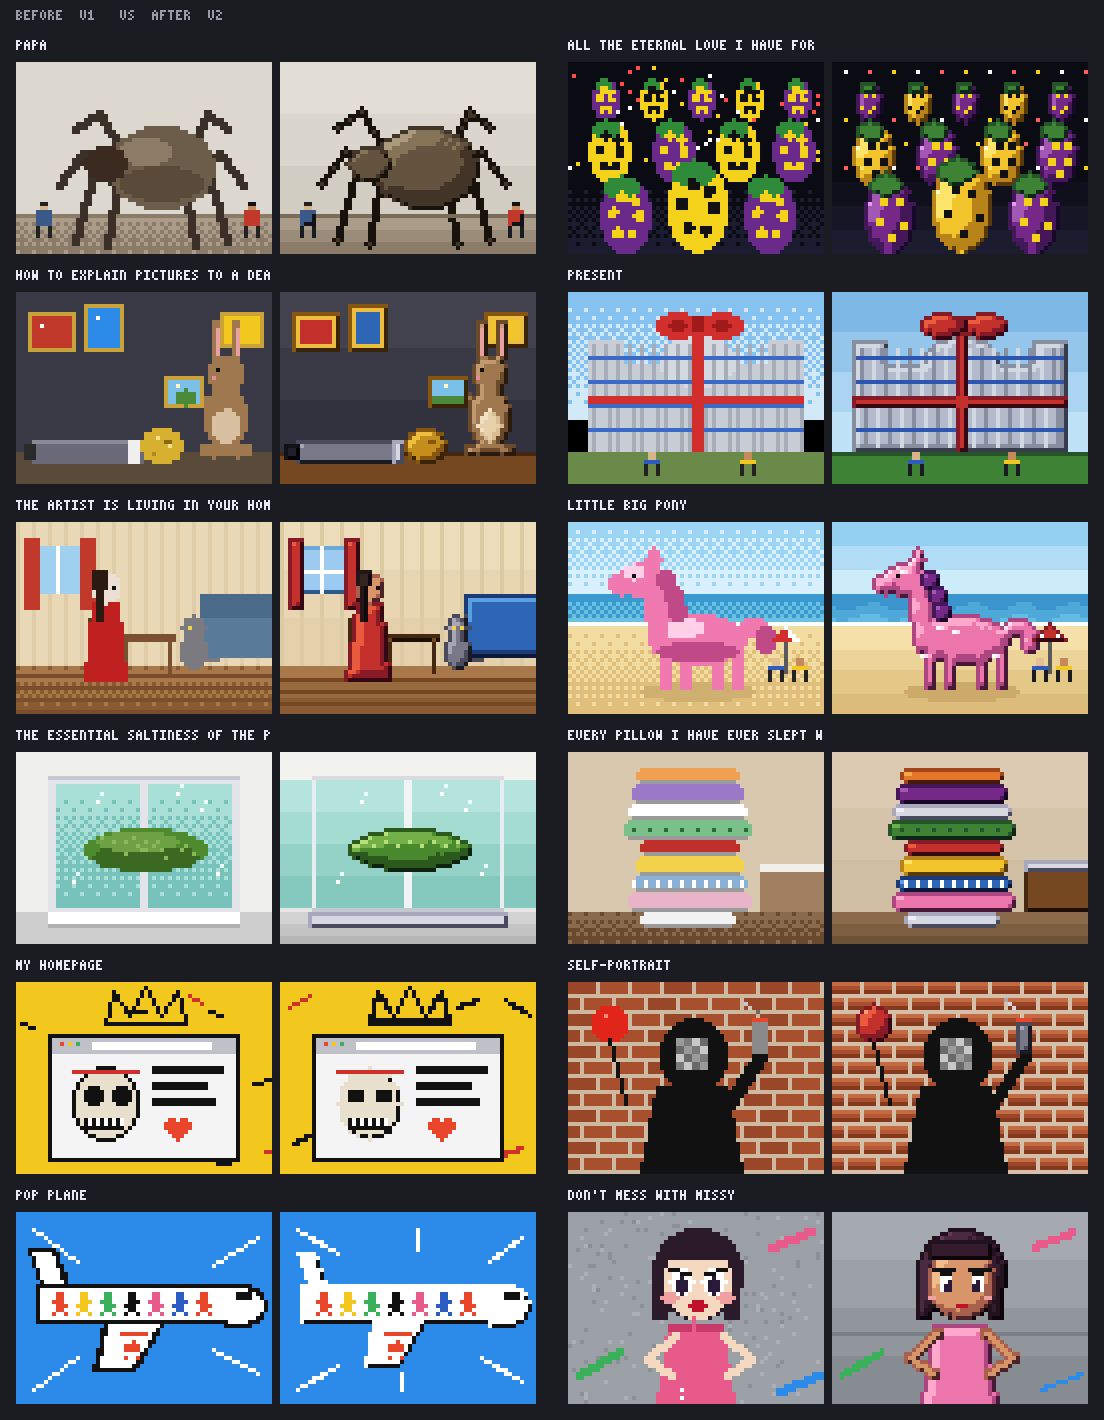 BEFORE V1 VS AFTER V2
PAPA
ALL THE ETERNAL LOVE I HAVE FOR
HOW TO EXPLAIN PICTURES TO A DEA
PRESENT
THE ARTIST IS LIVING IN YOUR HOM
LITTLE BIG PONY
THE ESSENTIAL SALTINESS OF THE P
EVERY PILLOW I HAVE EVER SLEPT W
MY HOMEPAGE
SELF-PORTRAIT
POP PLANE
DON'T MESS WITH MISSY